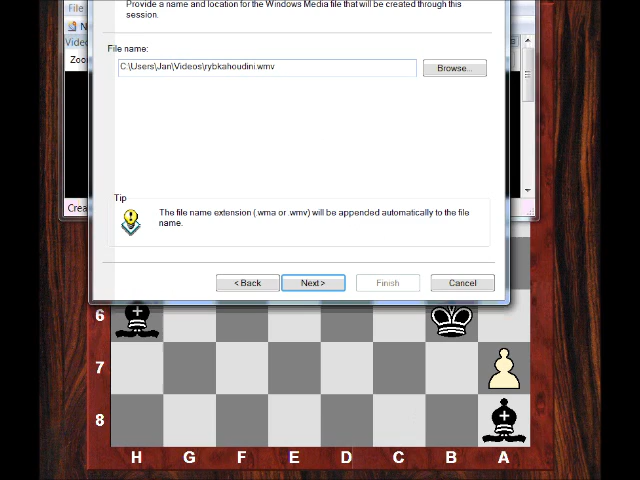 File
N
Provide a name and location for the Windows Media file that will be created through this
session.
Video
File name:
Zoo
C:\Users\Jan\Videos\rybkahoudini.wmv
Browse...
Tip
The file name extension (.wma or .wmv) will be appended automatically to the file
name.
Crea
< Back
Next >
Finish
Cancel
6
7
8
H G F E D C B A